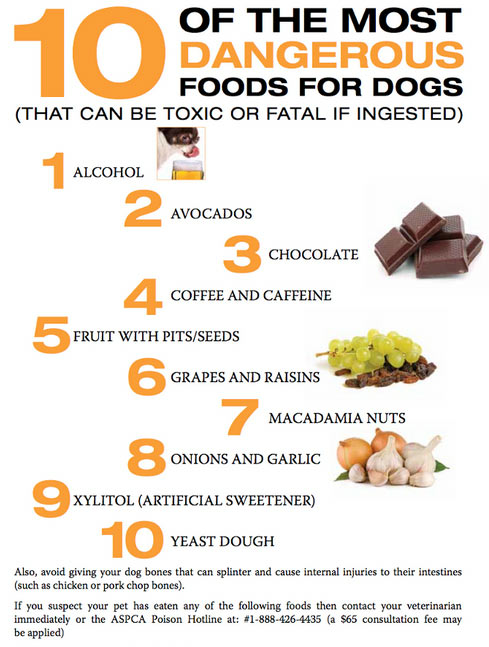 10 OF THE MOST
DANGEROUS
FOODS FOR DOGS
(THAT CAN BE TOXIC OR FATAL IF INGESTED)
1 ALCOHOL
2 AVOCADOS
3 CHOCOLATE
4 COFFEE AND CAFFEINE
5 FRUIT WITH PITS/SEEDS
6 GRAPES AND RAISINS
7 MACADAMIA NUTS
8 ONIONS AND GARLIC
9 XYLITOL (ARTIFICIAL SWEETENER)
10 YEAST DOUGH
Also, avoid giving your dog bones that can splinter and cause internal injuries to their intestines
(such as chicken or pork chop bones).
If you suspect your pet has eaten any of the following foods then contact your veterinarian
immediately or the ASPCA Poison Hotline at: #1-888-426-4435 (a $65 consultation fee may
be applied)